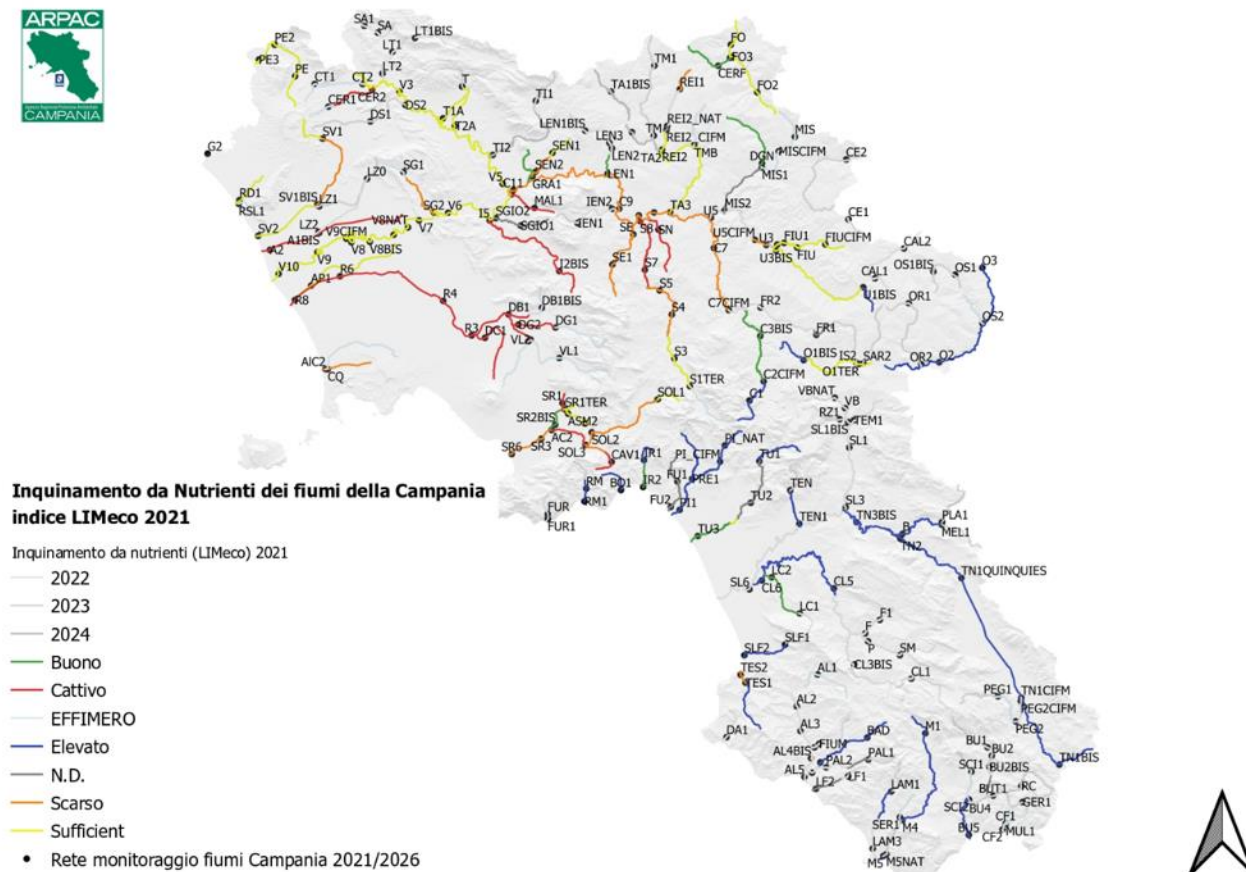 ARPAC
CAMPANIA
SA1
SA
LT1BIS
PE2
LT1
FO
PE3
FO3
TM1
PE
LT2
CERF
CT1
CT2
TA1BIS
REI1
V3
FO2
CER2
T
CER1
DS2
TI1
DS1
T1A
REI2_NAT
LEN1BIS
T2A
SV1
LEN3
REI2_CIFM
MIS
G2
SEN1
LEN2
TA2
REI2
TMB
DGN
MISCIFM
CE2
TI2
SEN2
SG1
V5
LEN1
MIS1
LZ0
C11
GRA1
RD1
SV1BIS
LZ1
MAL1
RSL1
SG2
V6
IEN2
C9
TA3
MIS2
V8NAT
I5
SGIO2
U5
CE1
SV2
LZ2
V7
SGIO1
IEN1
S8
SN
A1BIS
V9CIFM
SE
U5CIFM
U3
FIU1
FIUCIFM
A2
V8
V8BIS
C7
U3BIS
FIU
CAL2
V9
V10
R6
I2BIS
SE1
S7
OS1BIS
OS1
O3
AP1
CAL1
S5
U1BIS
R8
R4
DB1
DB1BIS
C7CIFM
FR2
OR1
S4
OS2
DG2
DG1
R3
DC1
C3BIS
FR1
VL1
S3
O1BIS
IS2
SAR2
AIC2
OR2
O2
CQ
O1TER
S1TER
C2CIFM
SR1
SOL1
VBNAT
SR1TER
C1
VB
SR2BIS
RZ1
TEM1
ASM2
SL1BIS
AC2
SOL2
PI_NAT
SR6
SR3
SL1
SOL3
CAV1
IR1
PI_CIFM
TU1
RM
FU1
PRE1
IR2
TEN
RM1
FUR
FU2
TU2
SL3
FUR1
TEN1
TN3BIS
PLA1
TU3
MEL1
TN2
LC2
SL6
CL6
CL5
TN1QUINQUIES
LC1
F1
F
SLF1
P
SLF2
SM
TES2
AL1
CL3BIS
TES1
CL1
PEG1
TN1CIFM
AL2
PEG2CIFM
AL3
M1
PEG2
DA1
BAD
FIUM
BU1
AL4BIS
PAL1
BU2
PAL2
TN1BIS
AL5
SCI1
BU2BIS
LF2
LF1
RC
LAM1
BUT1
GER1
SCI2
BU4
SER1
M4
CF1
BU5
MUL1
CF2
LAM3
M5
M5NAT
Inquinamento da Nutrienti dei fiumi della Campania
indice LIMeco 2021
Inquinamento da nutrienti (LIMeco) 2021
2022
2023
2024
Buono
Cattivo
EFFIMERO
Elevato
N.D.
Scarso
Sufficient
Rete monitoraggio fiumi Campania 2021/2026